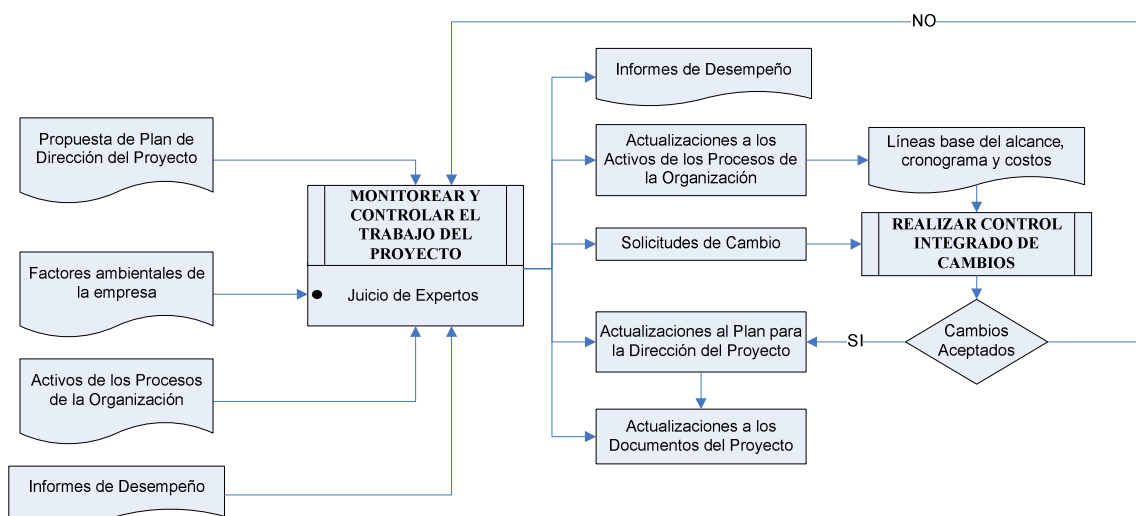 NO
Informes de Desempeño
Propuesta de Plan de
Dirección del Proyecto
Actualizaciones a los
Activos de los Procesos de
la Organización
Líneas base del alcance,
cronograma y costos
MONITOREAR Y
CONTROLAR EL
TRABAJO DEL
PROYECTO
Juicio de Expertos
Solicitudes de Cambio
REALIZAR CONTROL
INTEGRADO DE
CAMBIOS
Factores ambientales de
la empresa
Actualizaciones al Plan para
la Dirección del Proyecto
SI
Cambios
Aceptados
Activos de los Procesos
de la Organización
Actualizaciones a los
Documentos del Proyecto
Informes de Desempeño